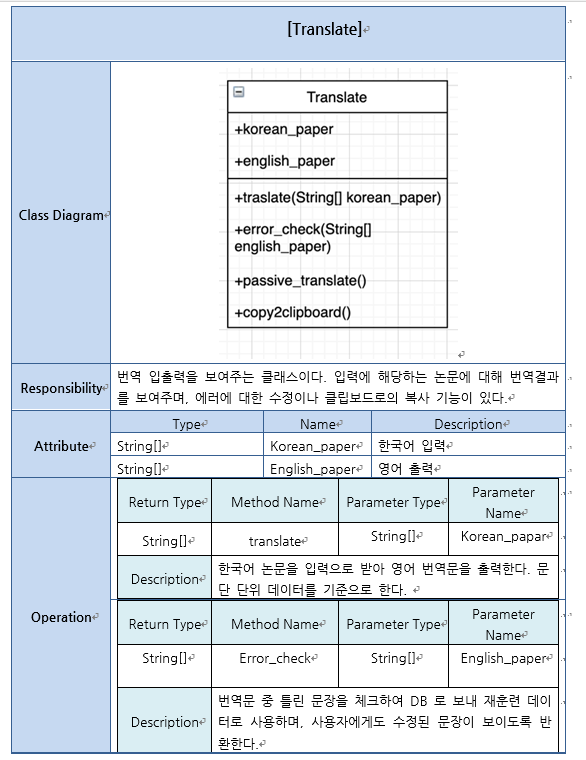 [Translate]
Class Diagram
Translate
+korean_paper
+english_paper
+traslate(String[] korean_paper)
+error_check(String[]
english_paper)
+passive_translate()
+copy2clipboard()
Responsibility
번역 입출력을 보여주는 클래스이다. 입력에 해당하는 논문에 대해 번역결과
를 보여주며, 에러에 대한 수정이나 클립보드로의 복사 기능이 있다.
Attribute
Type Name Description
String[] Korean_paper 한국어 입력
String[] English_paper 영어 출력
Operation
Return Type Method Name Parameter Type Parameter
Name
String[] translate String[] Korean_papar
Description
한국어 논문을 입력으로 받아 영어 번역문을 출력한다. 문
단 단위 데이터를 기준으로 한다.
Return Type Method Name Parameter Type Parameter
Name
String[] Error_check String[] English_paper
Description
번역문 중 틀린 문장을 체크하여 DB 로 보내 재훈련 데이
터로 사용하며, 사용자에게도 수정된 문장이 보이도록 반
환한다.